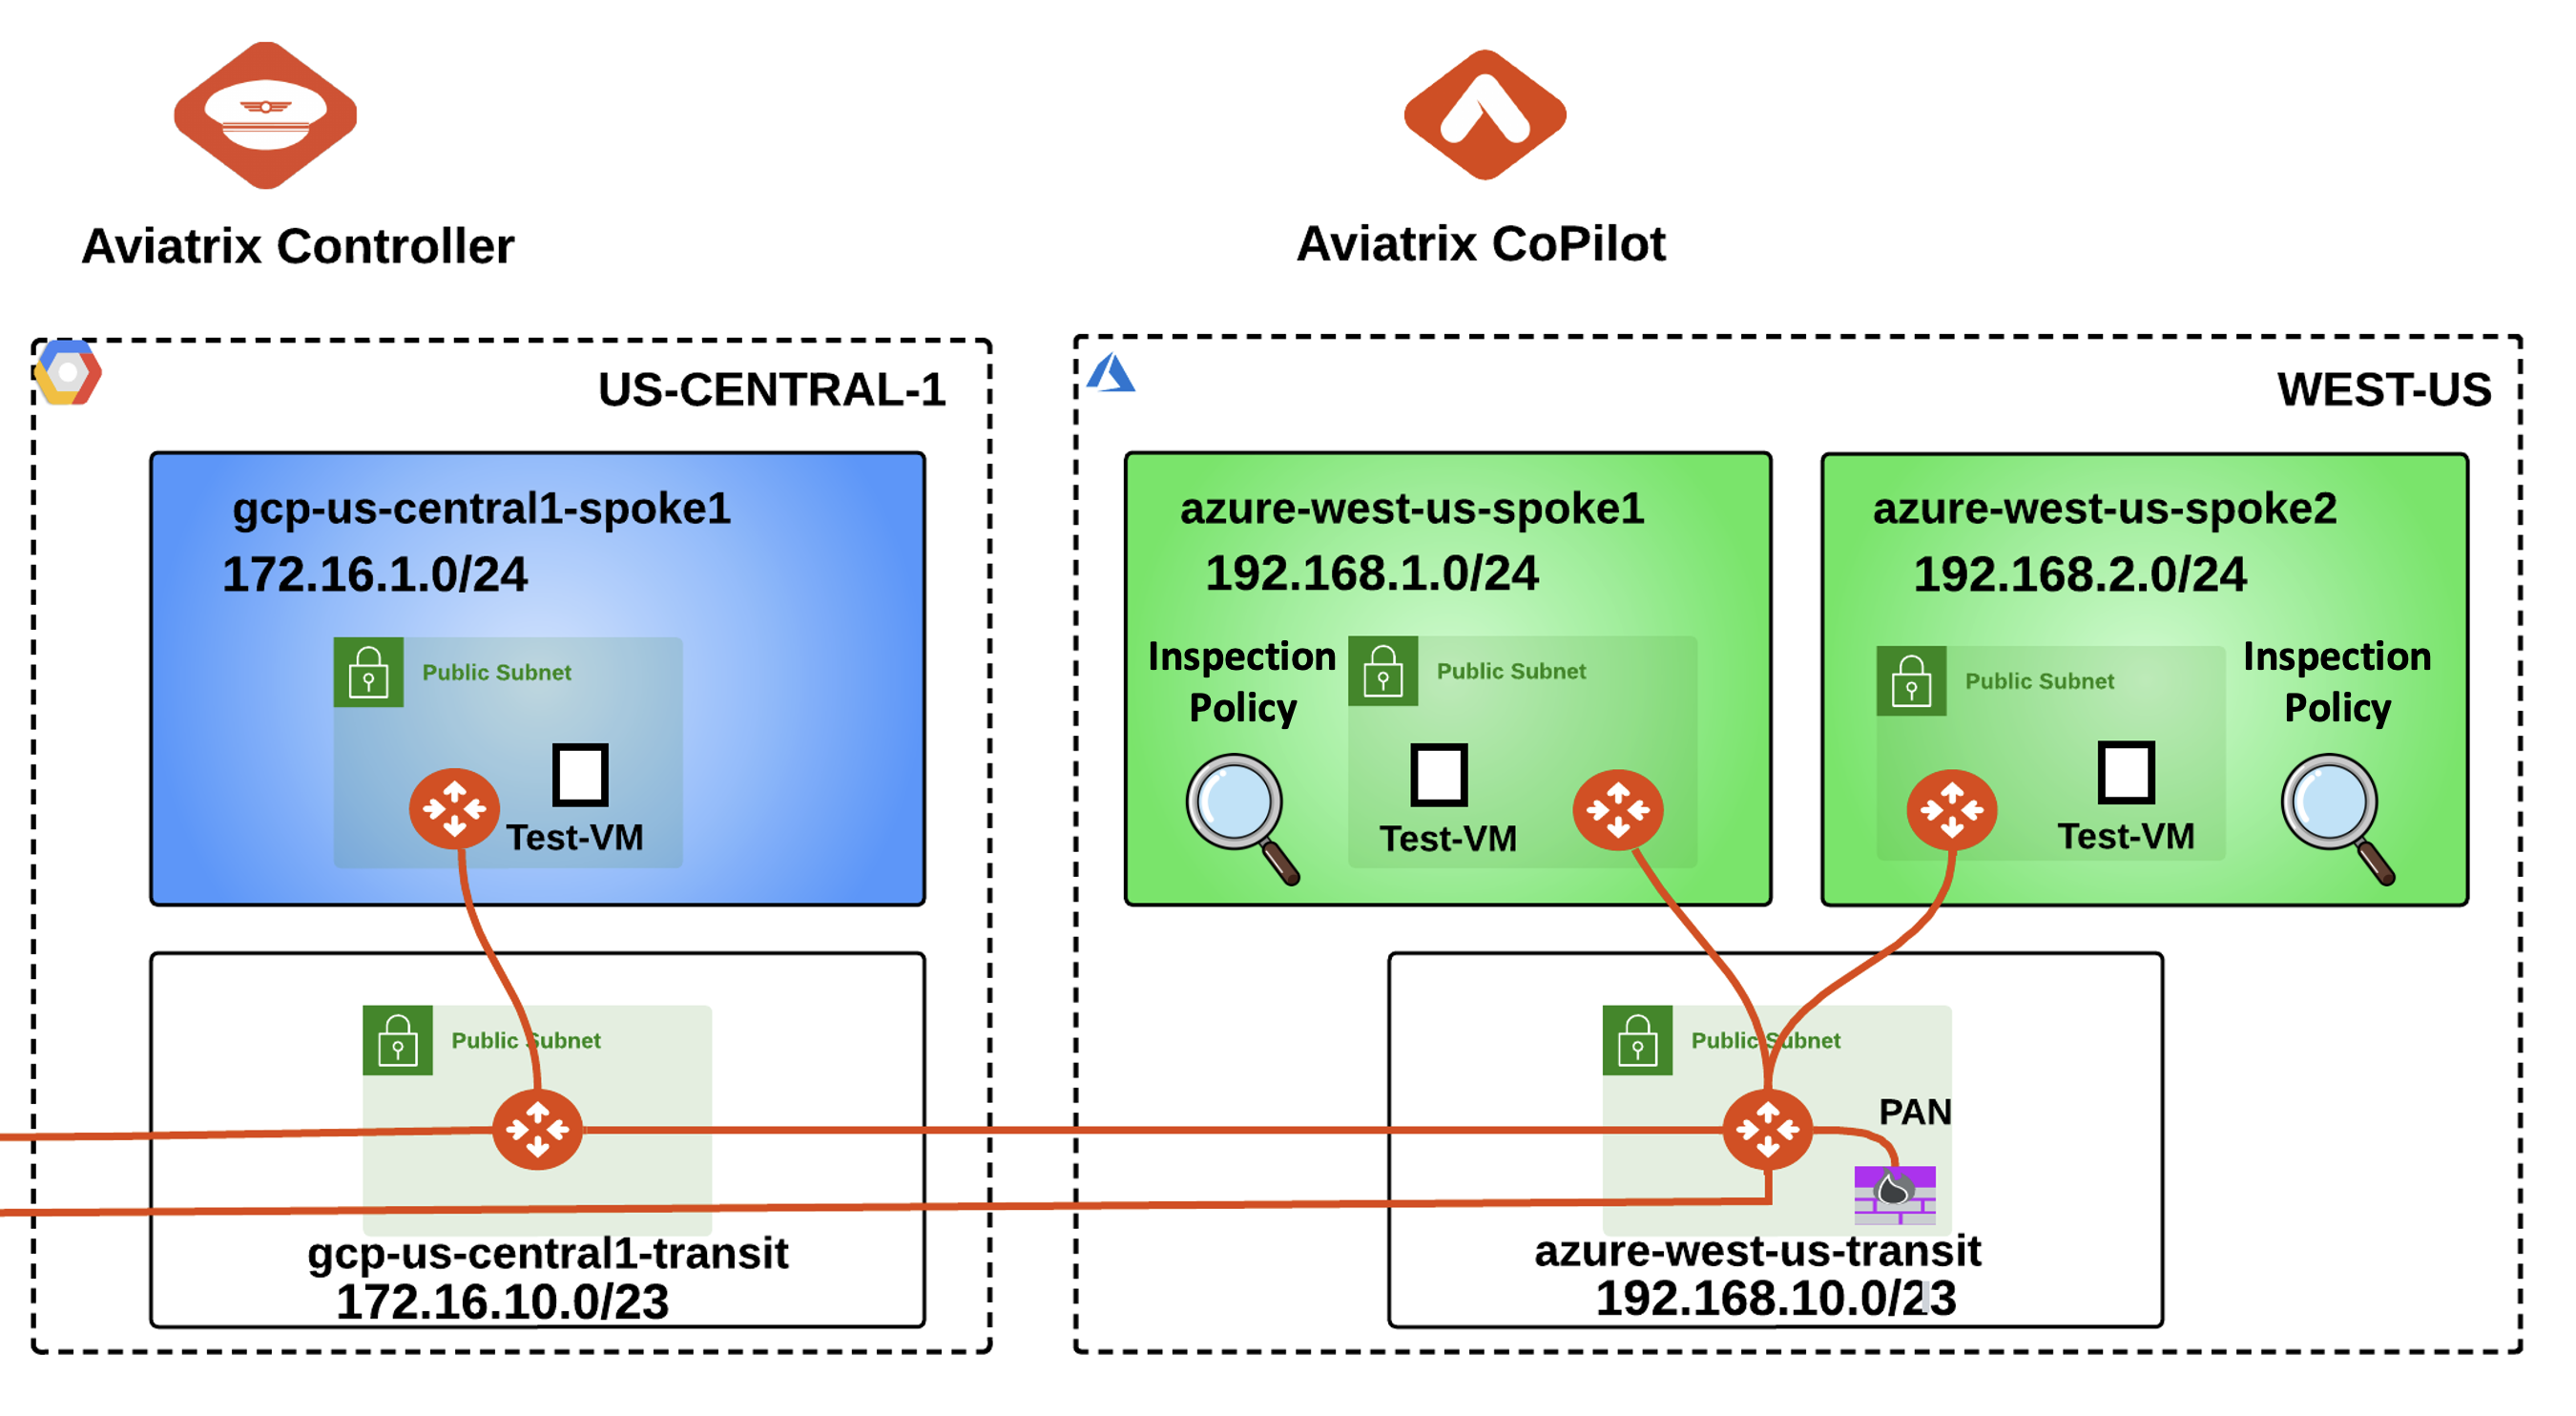 Aviatrix Controller
Aviatrix CoPilot
US-CENTRAL-1
gcp-us-central1-spoke1
172.16.1.0/24
Public Subnet
Test-VM
Public Subnet
gcp-us-central1-transit
172.16.10.0/23
WEST-US
azure-west-us-spoke1
192.168.1.0/24
Inspection
Policy
Public Subnet
Test-VM
azure-west-us-spoke2
192.168.2.0/24
Public Subnet
Test-VM
Inspection
Policy
Public Subnet
PAN
azure-west-us-transit
192.168.10.0/23